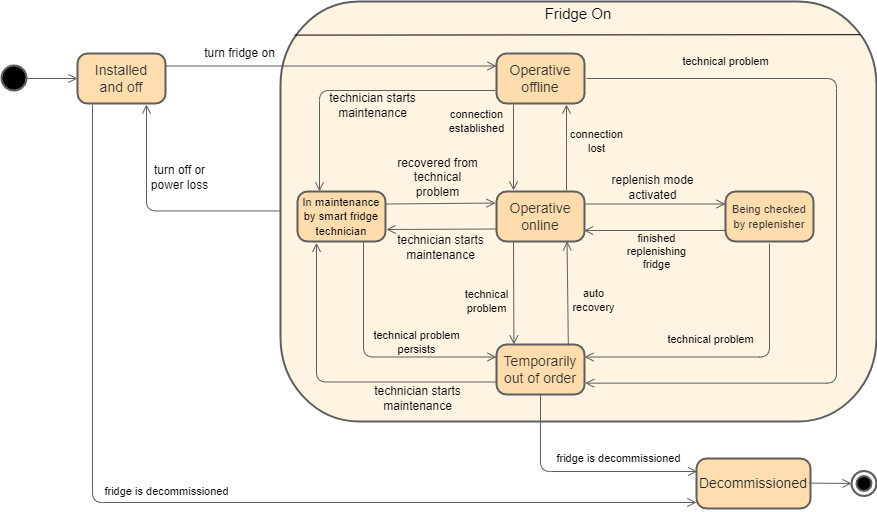 Fridge On
turn fridge on
Installed
and off
Operative
offline
technical problem
technician starts
maintenance
connection
established
connection
lost
turn off or
power loss
recovered from
technical
problem
replenish mode
activated
In maintenance
by smart fridge
technician
Operative
online
Being checked
by replenisher
technician starts
maintenance
finished
replenishing
fridge
technical
problem
auto
recovery
technical problem
persists
technical problem
Temporarily
out of order
technician starts
maintenance
fridge is decommissioned
fridge is decommissioned
Decommissioned